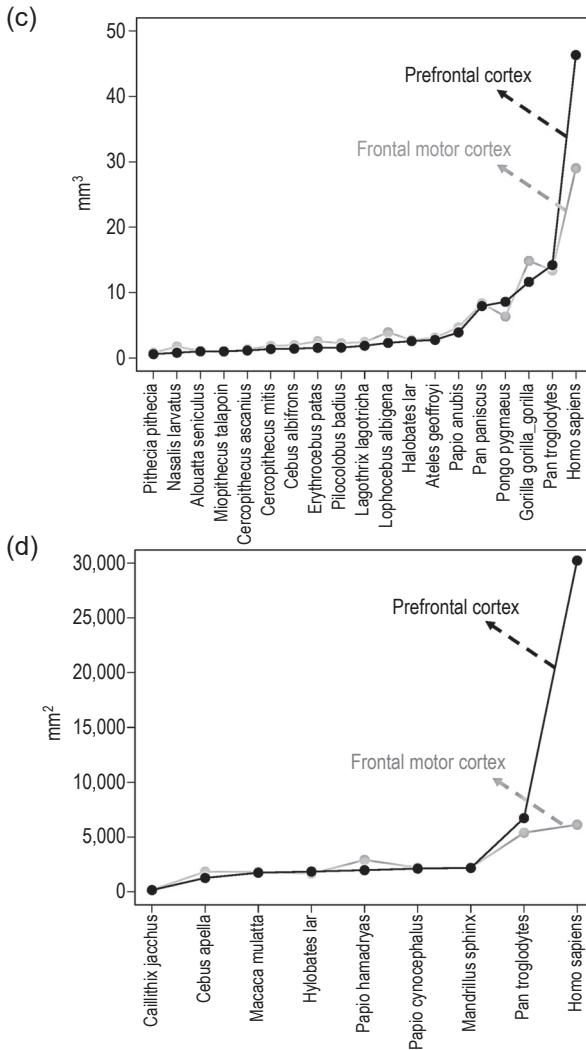 (c)
50
40
30
20
10
0
mm³
Prefrontal cortex
Frontal motor cortex
Pithecia pithecia
Nasalis larvatus
Alouatta seniculus
Miopithecus talapoin
Cercopithecus ascanius
Cercopithecus mitis
Cebus albifrons
Erythrocebus patas
Pilocolobus badius
Lagothrix lagotricha
Lophocebus albigena
Halobates lar
Ateles geoffroyi
Papio anubis
Pan paniscus
Pongo pygmaeus
Gorilla gorilla_gorilla
Pan troglodytes
Homo sapiens
(d)
30,000
20,000
15,000
10,000
5,000
0
mm²
Prefrontal cortex
Frontal motor cortex
Caillithix jacchus
Cebus apella
Macaca mulatta
Hylobates lar
Papio hamadryas
Papio cynocephalus
Mandrillus sphinx
Pan troglodytes
Homo sapiens